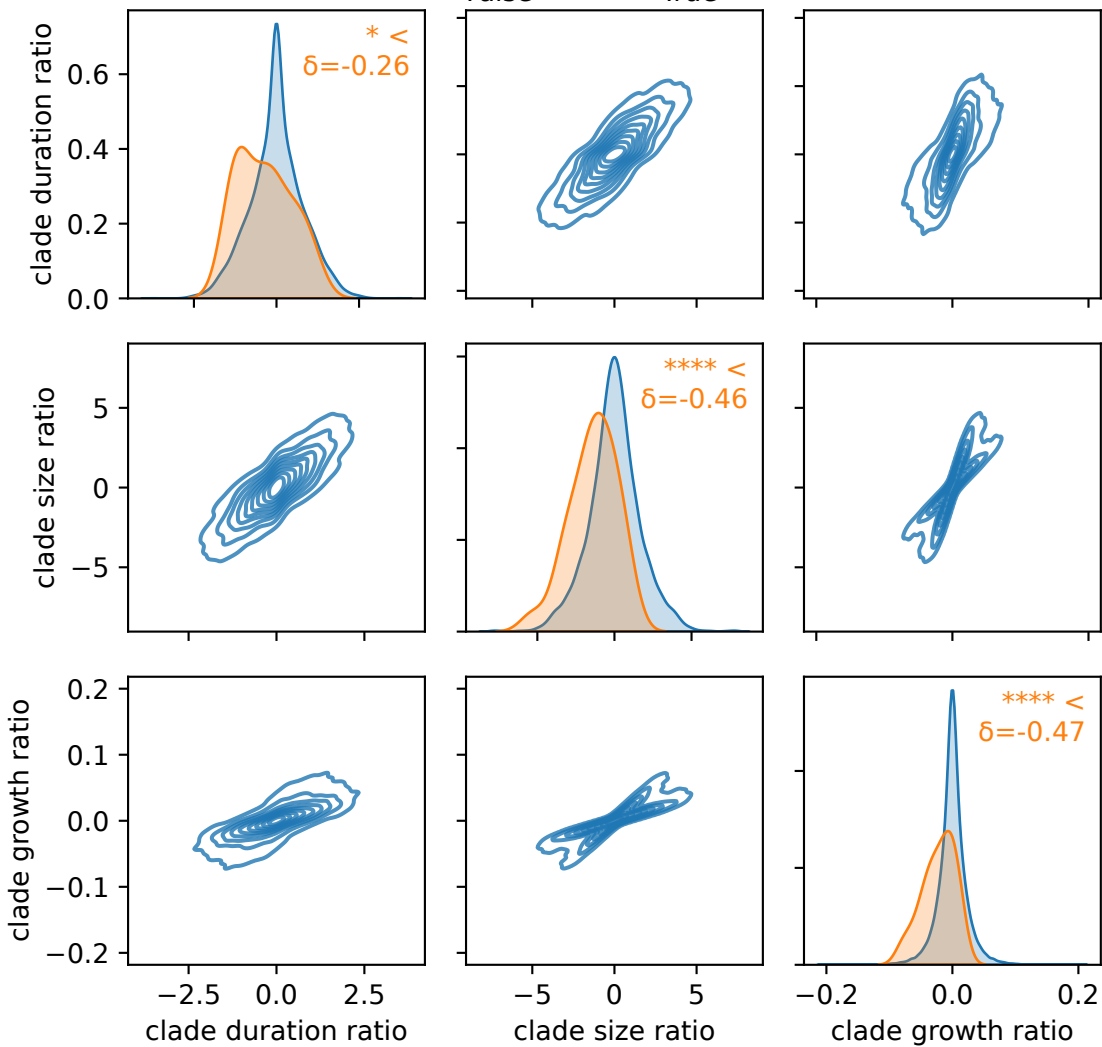 * <
δ=-0.26
clade duration ratio
0.6
0.4
0.2
0.0
**** <
δ=-0.46
clade size ratio
5
0
−5
**** <
δ=-0.47
clade growth ratio
0.2
0.1
0.0
−0.1
−0.2
−2.5 0.0 2.5
−5 0 5
−0.2 0.0 0.2
clade duration ratio
clade size ratio
clade growth ratio